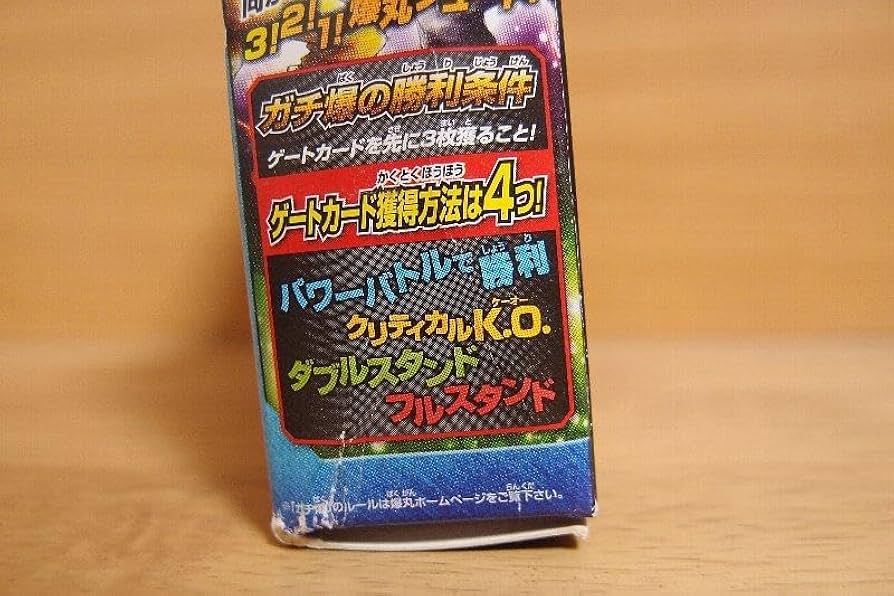 3!2!1!爆丸シュート!
ガチ爆の勝利条件
ゲートカードを先に3枚獲ること!
ゲートカード獲得方法は4つ!
パワーバトルで勝利
クリティカルK.O.
ダブルスタンド
フルスタンド
※「ガチ爆」のルールは爆丸ホームページをご覧下さい。